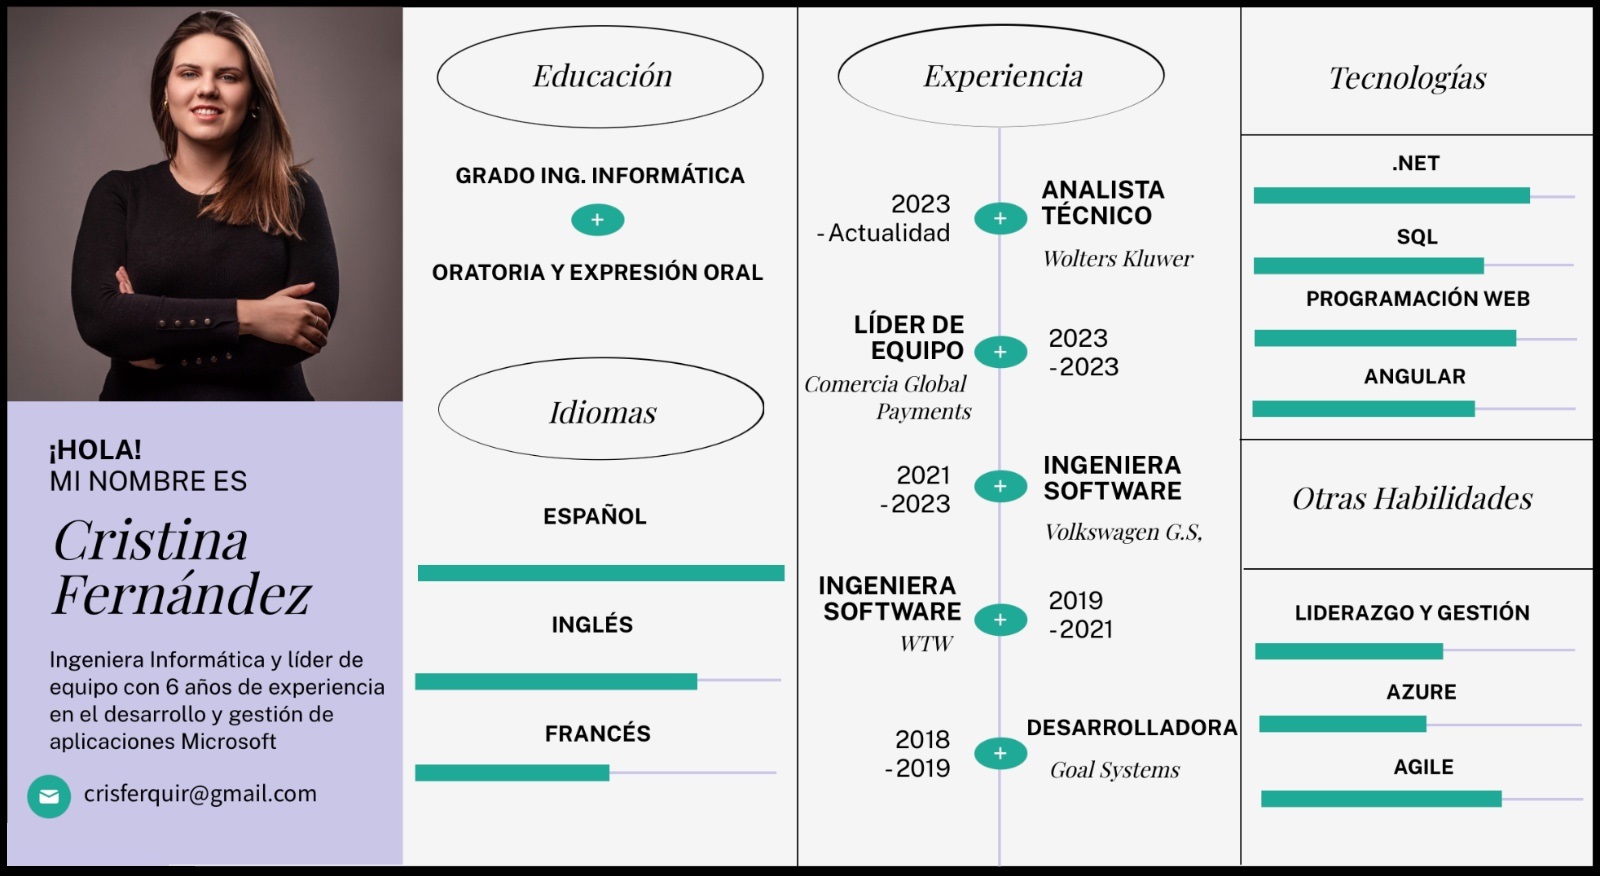 ¡HOLA!
MI NOMBRE ES
Cristina
Fernández
Ingeniera Informática y líder de
equipo con 6 años de experiencia
en el desarrollo y gestión de
aplicaciones Microsoft
crisferquir@gmail.com
Educación
GRADO ING. INFORMÁTICA
+
ORATORIA Y EXPRESIÓN ORAL
Idiomas
ESPAÑOL
INGLÉS
FRANCÉS
Experiencia
2023
-Actualidad
+
ANALISTA
TÉCNICO
Wolters Kluwer
LÍDER DE
EQUIPO
Comercia Global
Payments
+
2023
-2023
2021
-2023
+
INGENIERA
SOFTWARE
Volkswagen G.S,
INGENIERA
SOFTWARE
WTW
+
2019
-2021
2018
-2019
+
DESARROLLADORA
Goal Systems
Tecnologías
.NET
SQL
PROGRAMACIÓN WEB
ANGULAR
Otras Habilidades
LIDERAZGO Y GESTIÓN
AZURE
AGILE